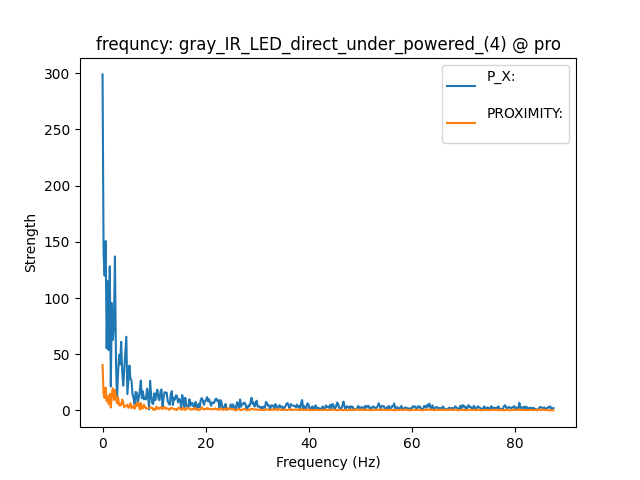 frequncy: gray_IR_LED_direct_under_powered_(4) @ pro
P_X:
PROXIMITY:
300
250
200
150
100
50
0
Strength
0 20 40 60 80
Frequency (Hz)